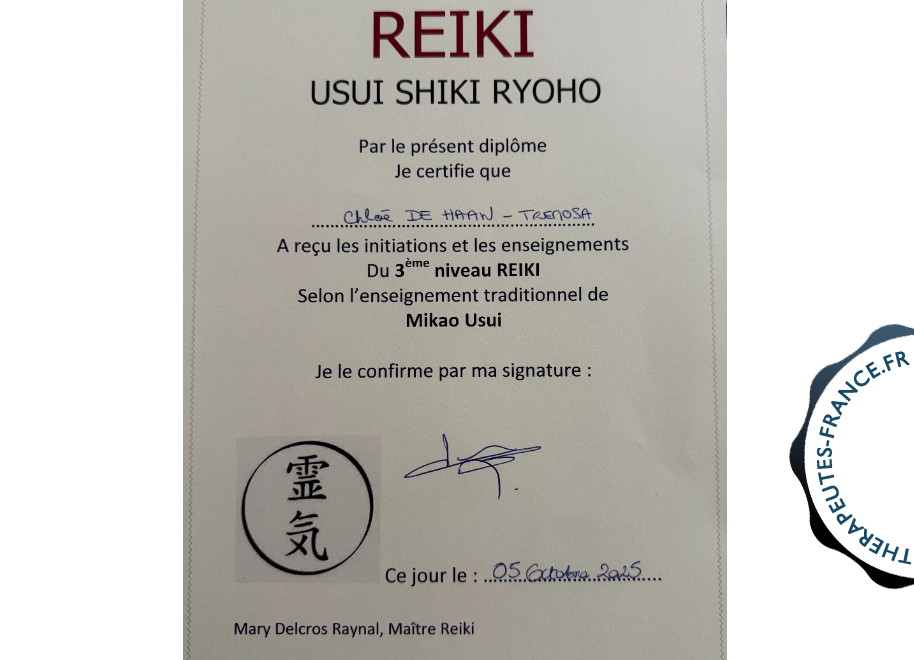 REIKI
USUI SHIKI RYOHO
Par le présent diplôme
Je certifie que
Chloé DE HAAN - TREMOSA
A reçu les initiations et les enseignements
Du 3ème niveau REIKI
Selon l'enseignement traditionnel de
Mikao Usui
Je le confirme par ma signature :
霊
気
Ce jour le : 05 Octobre 2025
Mary Delcros Raynal, Maître Reiki
THERAPEUTES-FRANCE.FR